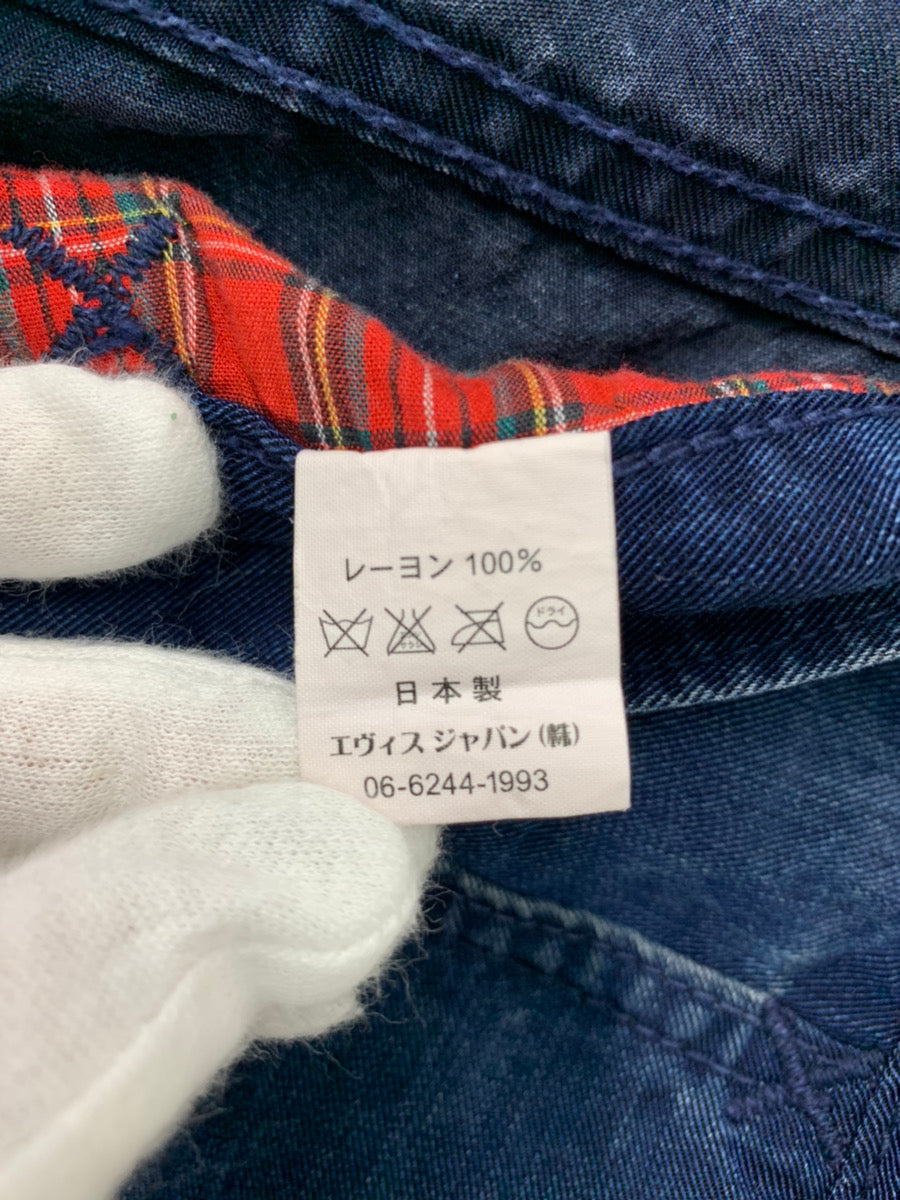 レーヨン 100%
ドライ
日本製
エヴィス ジャパン(株)
06-6244-1993